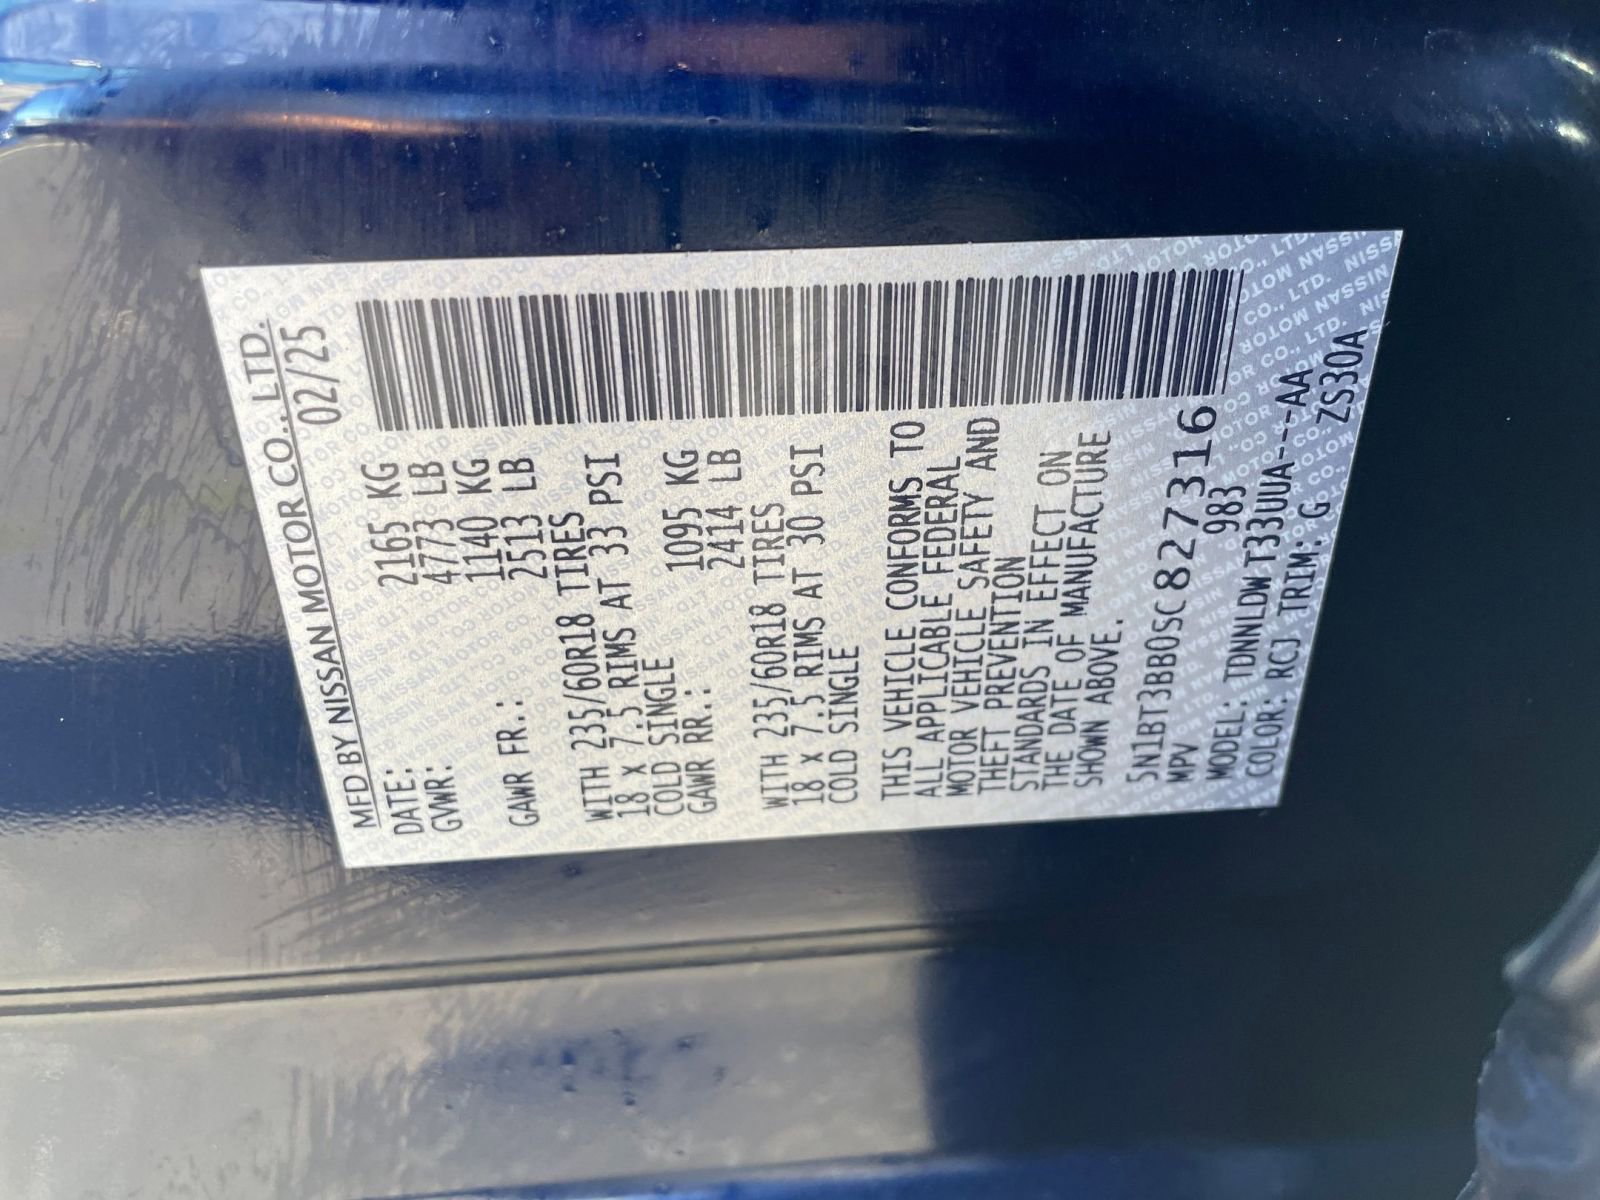 MFD BY NISSAN MOTOR CO., LTD.
DATE: 02/25
GVWR: 2165 KG
4773 LB
GAWR FR.: 1140 KG
2513 LB
WITH 235/60R18 TIRES
18 X 7.5 RIMS AT 33 PSI
COLD SINGLE
GAWR RR.: 1095 KG
2414 LB
WITH 235/60R18 TIRES
18 X 7.5 RIMS AT 30 PSI
COLD SINGLE
THIS VEHICLE CONFORMS TO
ALL APPLICABLE FEDERAL
MOTOR VEHICLE SAFETY AND
THEFT PREVENTION
STANDARDS IN EFFECT ON
THE DATE OF MANUFACTURE
SHOWN ABOVE.
5N1BT3BB0SC827316
MPV 983
MODEL: TDNNLDWT33UUA---AA
COLOR: RCJ TRIM: G ZS30A